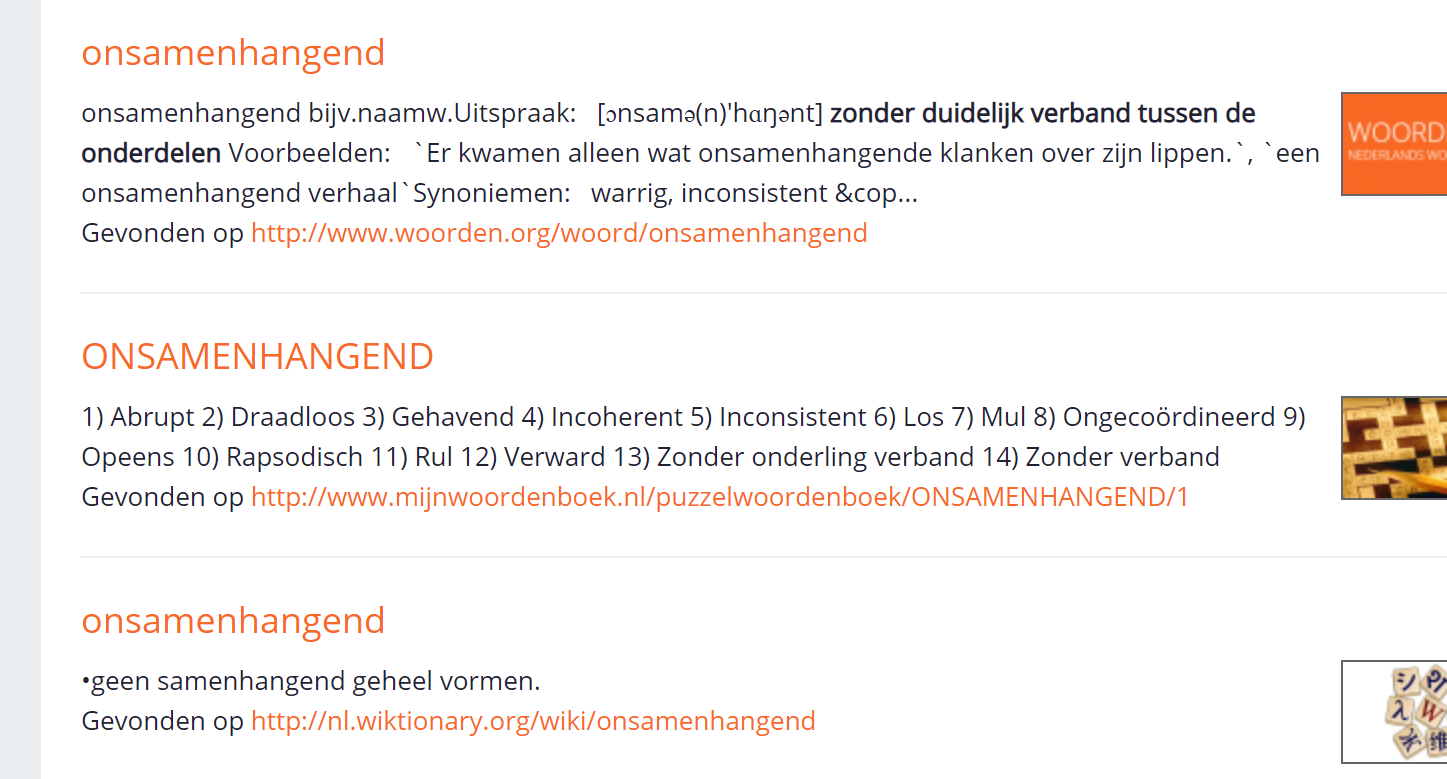 onsamenhangend
onsamenhangend bijv.naamw.Uitspraak:   [ɔnsamə(n)'hɑŋənt] zonder duidelijk verband tussen de
onderdelen Voorbeelden:   `Er kwamen alleen wat onsamenhangende klanken over zijn lippen.`, `een
onsamenhangend verhaal`Synoniemen:   warrig, inconsistent &cop...
Gevonden op http://www.woorden.org/woord/onsamenhangend
WOORD
NEDERLANDS WO
ONSAMENHANGEND
1) Abrupt 2) Draadloos 3) Gehavend 4) Incoherent 5) Inconsistent 6) Los 7) Mul 8) Ongecoördineerd 9)
Opeens 10) Rapsodisch 11) Rul 12) Verward 13) Zonder onderling verband 14) Zonder verband
Gevonden op http://www.mijnwoordenboek.nl/puzzelwoordenboek/ONSAMENHANGEND/1
onsamenhangend
•geen samenhangend geheel vormen.
Gevonden op http://nl.wiktionary.org/wiki/onsamenhangend